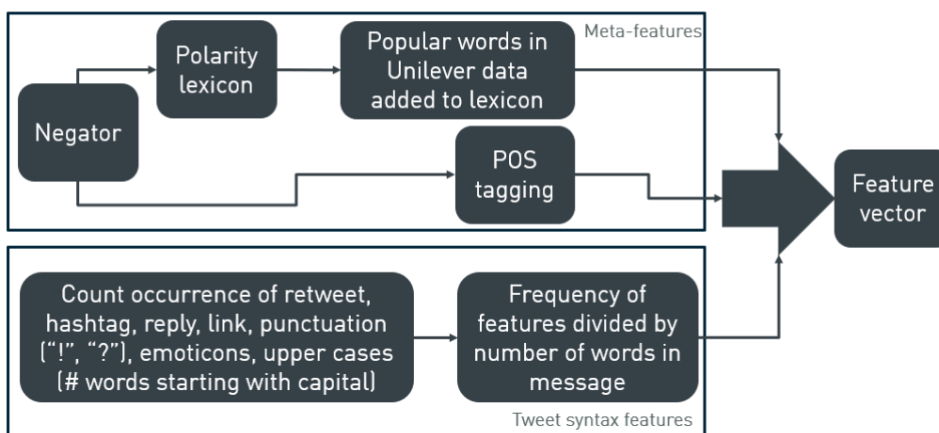 Meta-features
Negator
Polarity
lexicon
Popular words in
Unilever data
added to lexicon
POS
tagging
Feature
vector
Count occurrence of retweet,
hashtag, reply, link, punctuation
("!", "?"), emoticons, upper cases
(# words starting with capital)
Frequency of
features divided by
number of words in
message
Tweet syntax features